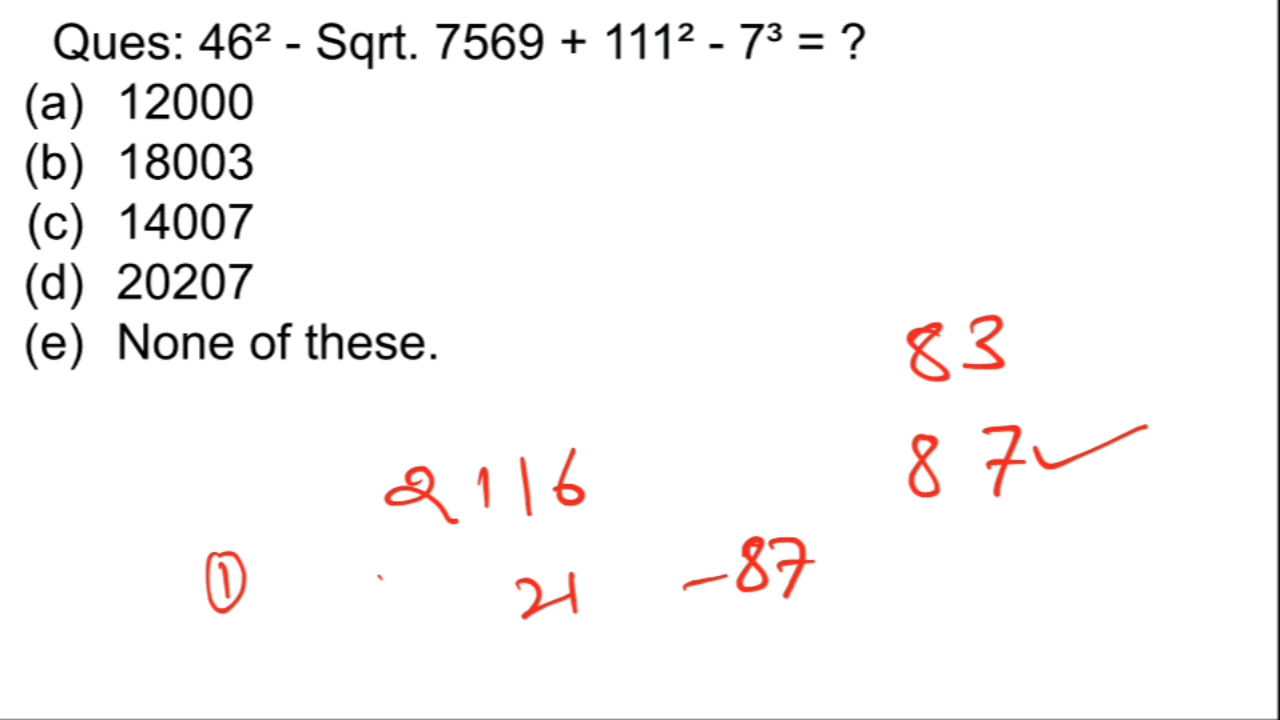 Ques: 46² - Sqrt. 7569 + 111² - 7³ = ?
(a) 12000
(b) 18003
(c) 14007
(d) 20207
(e) None of these.
83
87✓
2116
① 21 -87